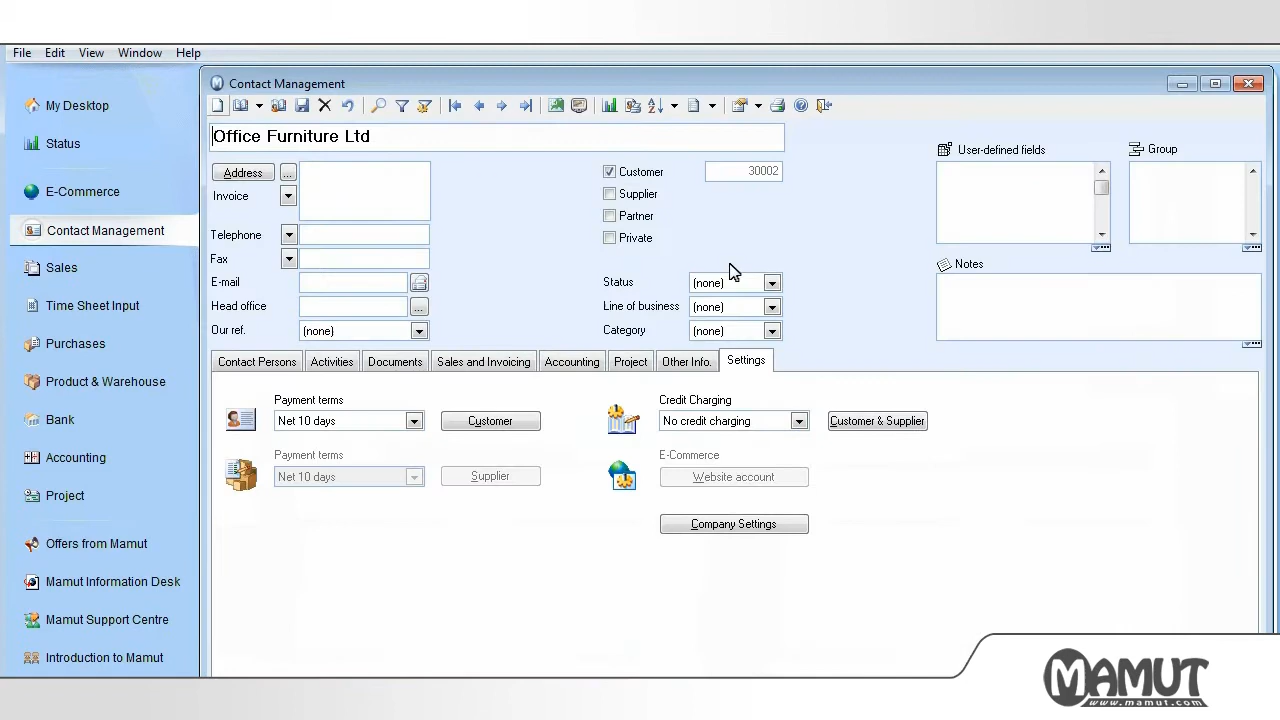 File Edit View Window Help
My Desktop
Status
E-Commerce
Contact Management
Sales
Time Sheet Input
Purchases
Product & Warehouse
Bank
Accounting
Project
Offers from Mamut
Mamut Information Desk
Mamut Support Centre
Introduction to Mamut
Contact Management
Office Furniture Ltd
Address ...
Invoice
Telephone
Fax
E-mail
Head office ...
Our ref. (none)
Customer 30002
Supplier
Partner
Private
Status (none)
Line of business (none)
Category (none)
User-defined fields
Group
Notes
Contact Persons Activities Documents Sales and Invoicing Accounting Project Other Info. Settings
Payment terms
Net 10 days Customer
Payment terms
Net 10 days Supplier
Credit Charging
No credit charging Customer & Supplier
E-Commerce
Website account
Company Settings
MAMUT
www.mamut.com